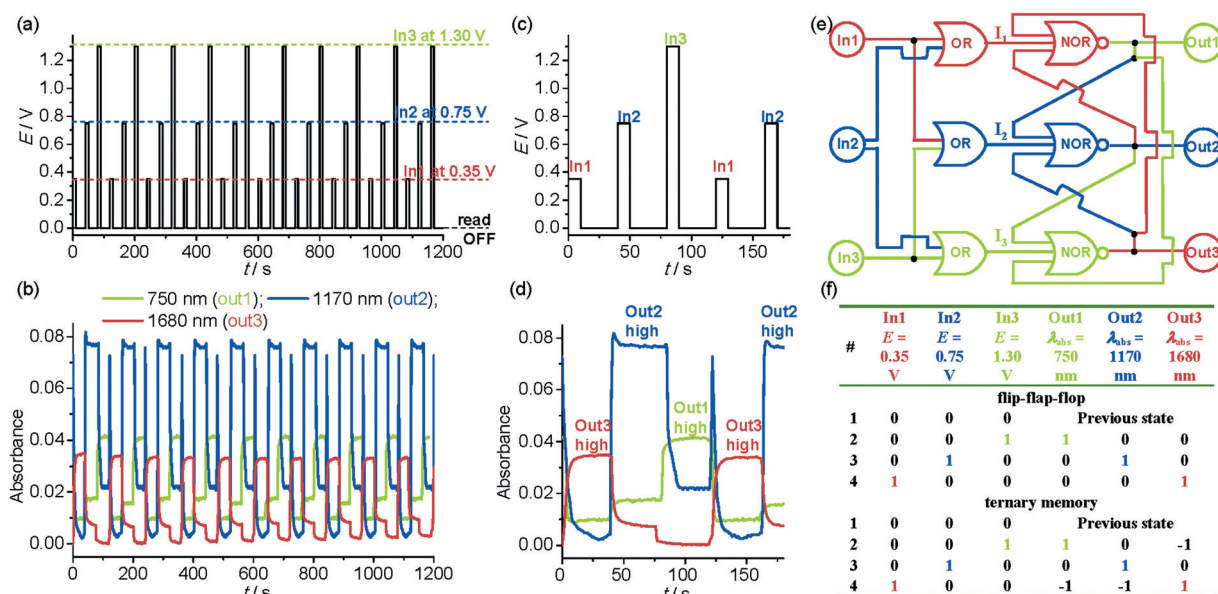 (a)
In3 at 1.30 V
In2 at 0.75 V
In1 at 0.35 V
read
OFF
E / V
1.2
1.0
0.8
0.6
0.4
0.2
0.0
0 200 400 600 800 1000 1200
t / s
(b)
750 nm (out1); 1170 nm (out2);
1680 nm (out3)
Absorbance
0.08
0.06
0.04
0.02
0.00
0 200 400 600 800 1000 1200
t / s
(c)
In3
In2 In2
In1 In1
E / V
1.2
1.0
0.8
0.6
0.4
0.2
0.0
0 50 100 150
t / s
(d)
Out2 high
Out2 high
Out1 high
Out3 high
Out3 high
Absorbance
0.08
0.06
0.04
0.02
0.00
0 50 100 150
t / s
(e)
In1 OR I1 NOR Out1
In2 OR I2 NOR Out2
In3 OR I3 NOR Out3
(f)
In1 In2 In3 Out1 Out2 Out3
# E = E = E = λabs = λabs = λabs =
0.35 0.75 1.30 750 1170 1680
V V V nm nm nm
flip-flap-flop
1 0 0 0 Previous state
2 0 0 1 1 0 0
3 0 1 0 0 1 0
4 1 0 0 0 0 1
ternary memory
1 0 0 0 Previous state
2 0 0 1 1 0 -1
3 0 1 0 0 1 0
4 1 0 0 -1 -1 1